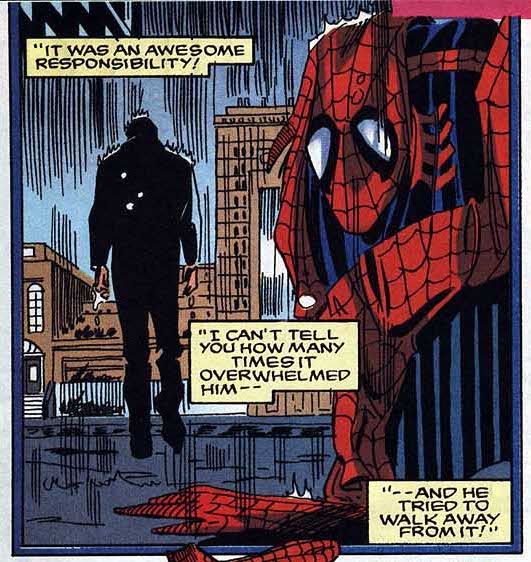 "IT WAS AN AWESOME
RESPONSIBILITY!
"I CAN'T TELL
YOU HOW MANY
TIMES IT
OVERWHELMED
HIM--
"--AND HE
TRIED TO
WALK AWAY
FROM IT!"